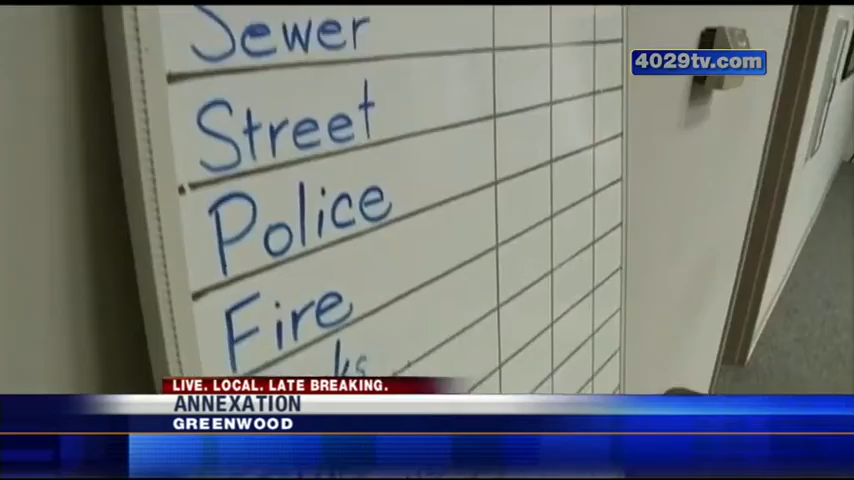 Sewer
4029tv.com
Street
Police
Fire
LIVE. LOCAL. LATE BREAKING.
ANNEXATION
GREENWOOD